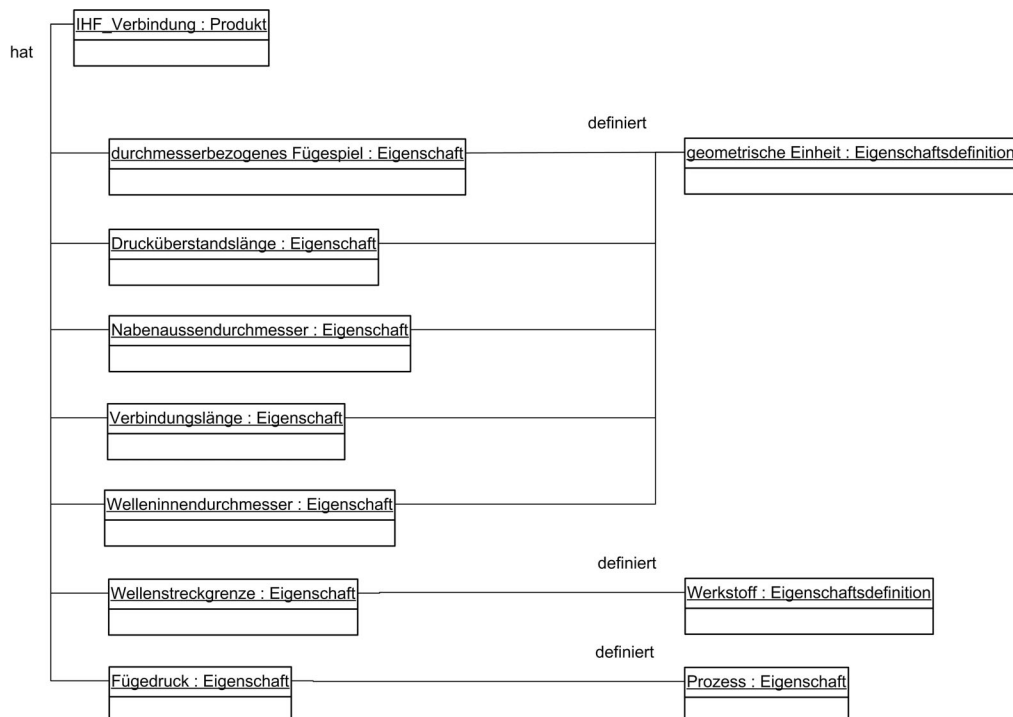 IHF_Verbindung : Produkt
hat
definiert
durchmesserbezogenes Fügespiel : Eigenschaft
geometrische Einheit : Eigenschaftsdefinition
Drucküberstandslänge : Eigenschaft
Nabenaussendurchmesser : Eigenschaft
Verbindungslänge : Eigenschaft
Welleninnendurchmesser : Eigenschaft
definiert
Wellenstreckgrenze : Eigenschaft
Werkstoff : Eigenschaftsdefinition
definiert
Fügedruck : Eigenschaft
Prozess : Eigenschaft